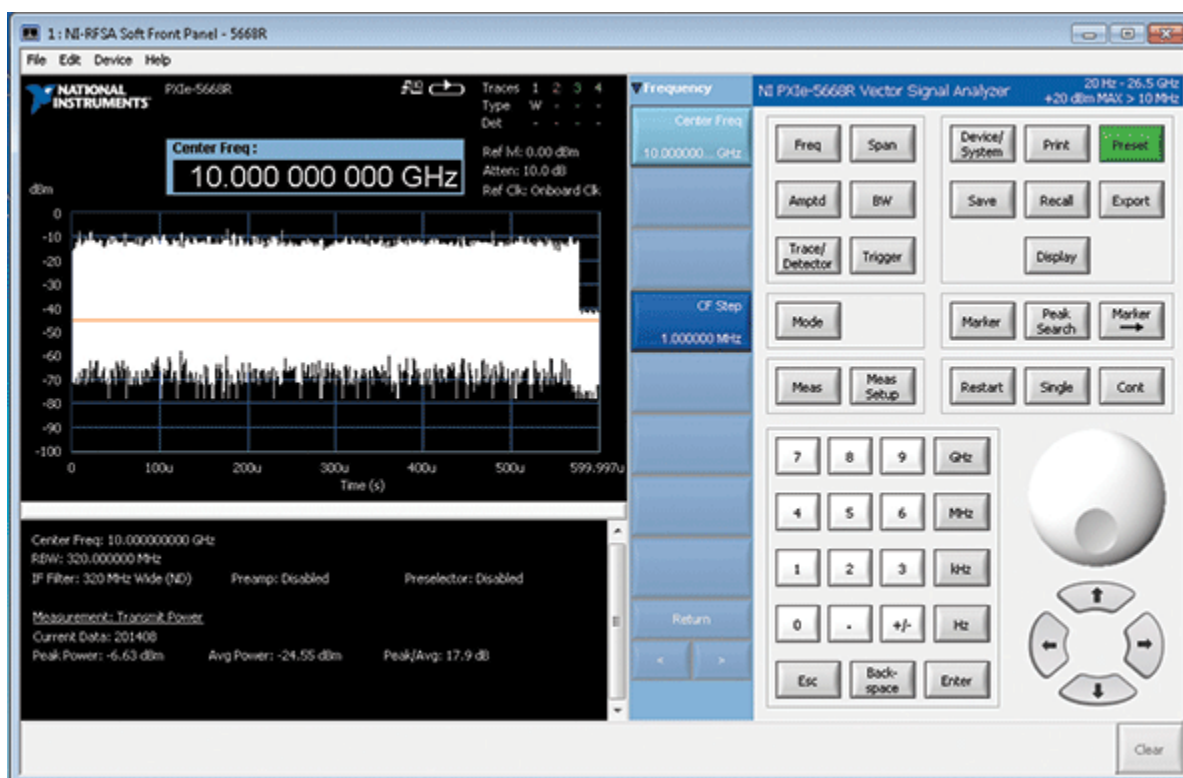 1: NI-RFSA Soft Front Panel - 5668R
File Edit Device Help
NATIONAL INSTRUMENTS
PXIe-5668R
Traces 1 2 3 4
Type W - - -
Det - - - -
Center Freq :
10.000 000 000 GHz
Ref lvl: 0.00 dBm
Atten: 10.0 dB
Ref Clk: Onboard Clk
dBm
0
-10
-20
-30
-40
-50
-60
-70
-80
-90
-100
0 100u 200u 300u 400u 500u 599.997u
Time (s)
Center Freq: 10.000000000 GHz
RBW: 320.000000 MHz
IF Filter: 320 MHz Wide (ND) Preamp: Disabled Preselector: Disabled
Measurement: Transmit Power
Current Data: 201408
Peak Power: -6.63 dBm Avg Power: -24.55 dBm Peak/Avg: 17.9 dB
Frequency
Center Freq
10.000000... GHz
CF Step
1.000000 MHz
Return
< >
NI PXIe-5668R Vector Signal Analyzer
20 Hz - 26.5 GHz
+20 dBm MAX > 10 MHz
Freq Span
Device/System Print Preset
Amptd BW
Save Recall Export
Trace/Detector Trigger
Display
Mode
Marker Peak Search Marker →
Meas Meas Setup
Restart Single Cont
7 8 9 GHz
4 5 6 MHz
1 2 3 kHz
0 . +/- Hz
Esc Back-space Enter
Clear